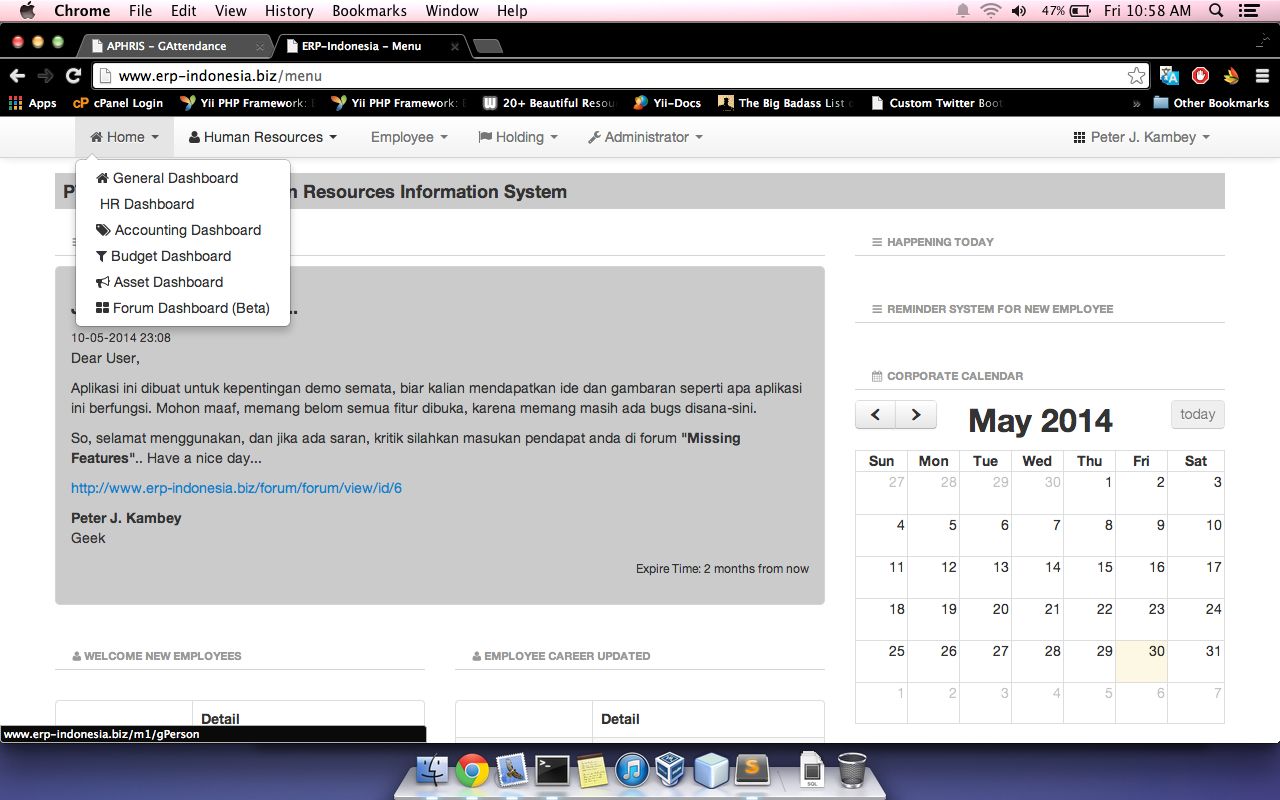 Chrome File Edit View History Bookmarks Window Help 47% Fri 10:58 AM
APHRIS – GAttendance
ERP-Indonesia – Menu
www.erp-indonesia.biz/menu
Apps cPanel Login Yii PHP Framework: Yii PHP Framework: 20+ Beautiful Resou Yii-Docs The Big Badass List o Custom Twitter Boot » Other Bookmarks
Home Human Resources Employee Holding Administrator Peter J. Kambey
General Dashboard
HR Dashboard
Accounting Dashboard
Budget Dashboard
Asset Dashboard
Forum Dashboard (Beta)
Resources Information System
10-05-2014 23:08
Dear User,
Aplikasi ini dibuat untuk kepentingan demo semata, biar kalian mendapatkan ide dan gambaran seperti apa aplikasi
ini berfungsi. Mohon maaf, memang belom semua fitur dibuka, karena memang masih ada bugs disana-sini.
So, selamat menggunakan, dan jika ada saran, kritik silahkan masukan pendapat anda di forum "Missing
Features".. Have a nice day...
http://www.erp-indonesia.biz/forum/forum/view/id/6
Peter J. Kambey
Geek
Expire Time: 2 months from now
HAPPENING TODAY
REMINDER SYSTEM FOR NEW EMPLOYEE
CORPORATE CALENDAR
May 2014
today
Sun Mon Tue Wed Thu Fri Sat
27 28 29 30 1 2 3
4 5 6 7 8 9 10
11 12 13 14 15 16 17
18 19 20 21 22 23 24
25 26 27 28 29 30 31
1 2 3 4 5 6 7
WELCOME NEW EMPLOYEES
EMPLOYEE CAREER UPDATED
Detail
Detail
www.erp-indonesia.biz/m1/gPerson
SQL